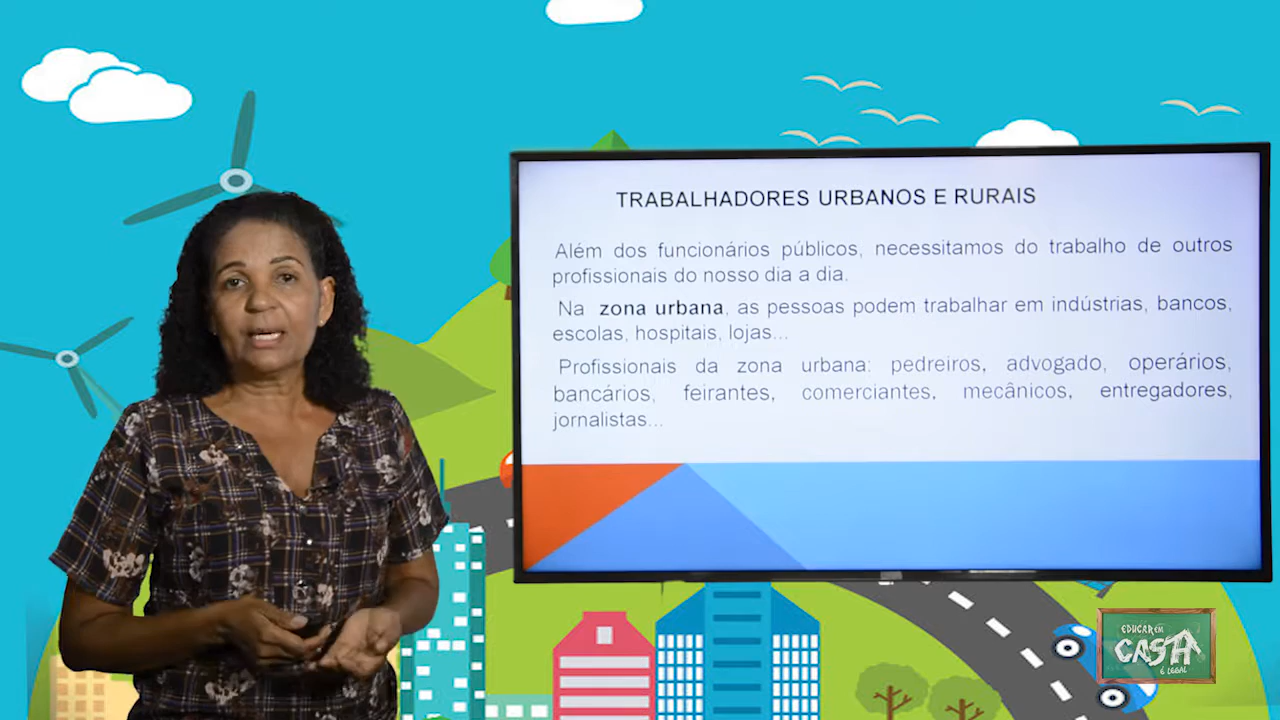 TRABALHADORES URBANOS E RURAIS
Além dos funcionários públicos, necessitamos do trabalho de outros
profissionais do nosso dia a dia.
Na zona urbana, as pessoas podem trabalhar em indústrias, bancos,
escolas, hospitais, lojas...
Profissionais da zona urbana: pedreiros, advogado, operários,
bancários, feirantes, comerciantes, mecânicos, entregadores,
jornalistas...
EDUCAR EM
CASA
É LEGAL